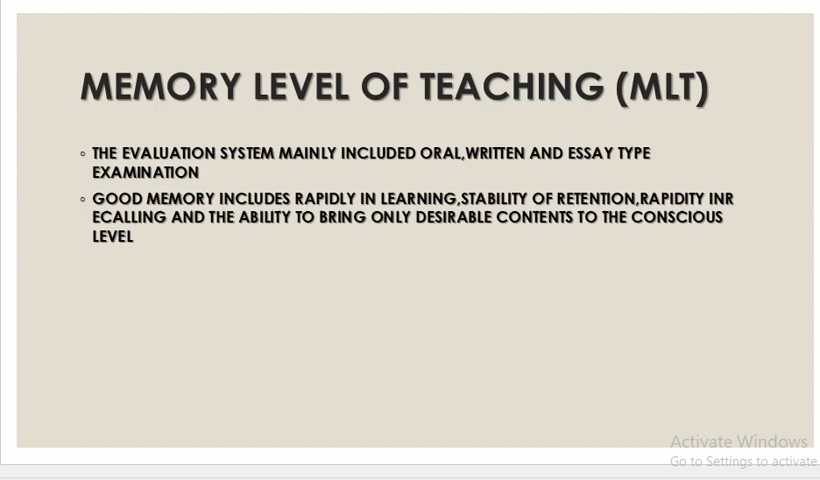 MEMORY LEVEL OF TEACHING (MLT)
◦ THE EVALUATION SYSTEM MAINLY INCLUDED ORAL,WRITTEN AND ESSAY TYPE
EXAMINATION
◦ GOOD MEMORY INCLUDES RAPIDLY IN LEARNING,STABILITY OF RETENTION,RAPIDITY INR
ECALLING AND THE ABILITY TO BRING ONLY DESIRABLE CONTENTS TO THE CONSCIOUS
LEVEL
Activate Windows
Go to Settings to activate